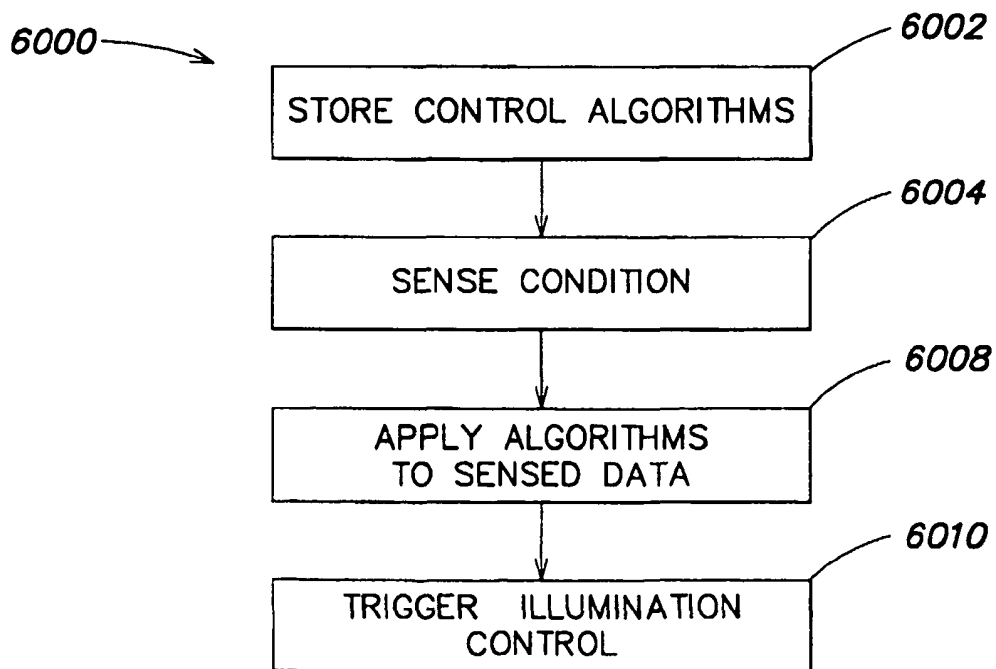 6000
6002
STORE CONTROL ALGORITHMS
6004
SENSE CONDITION
6008
APPLY ALGORITHMS
TO SENSED DATA
6010
TRIGGER ILLUMINATION
CONTROL